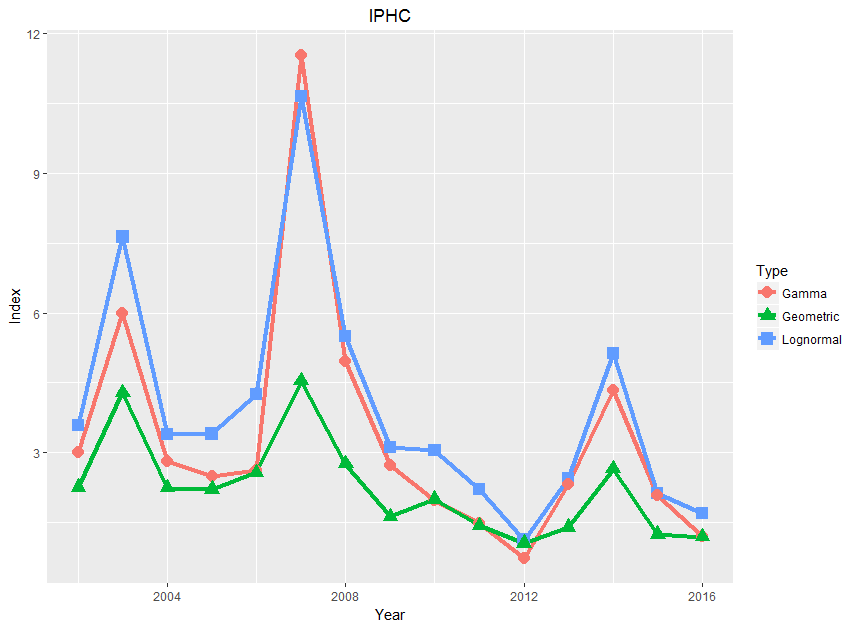 IPHC
12
9
6
3
Index
2004
2008
2012
2016
Year
Type
Gamma
Geometric
Lognormal